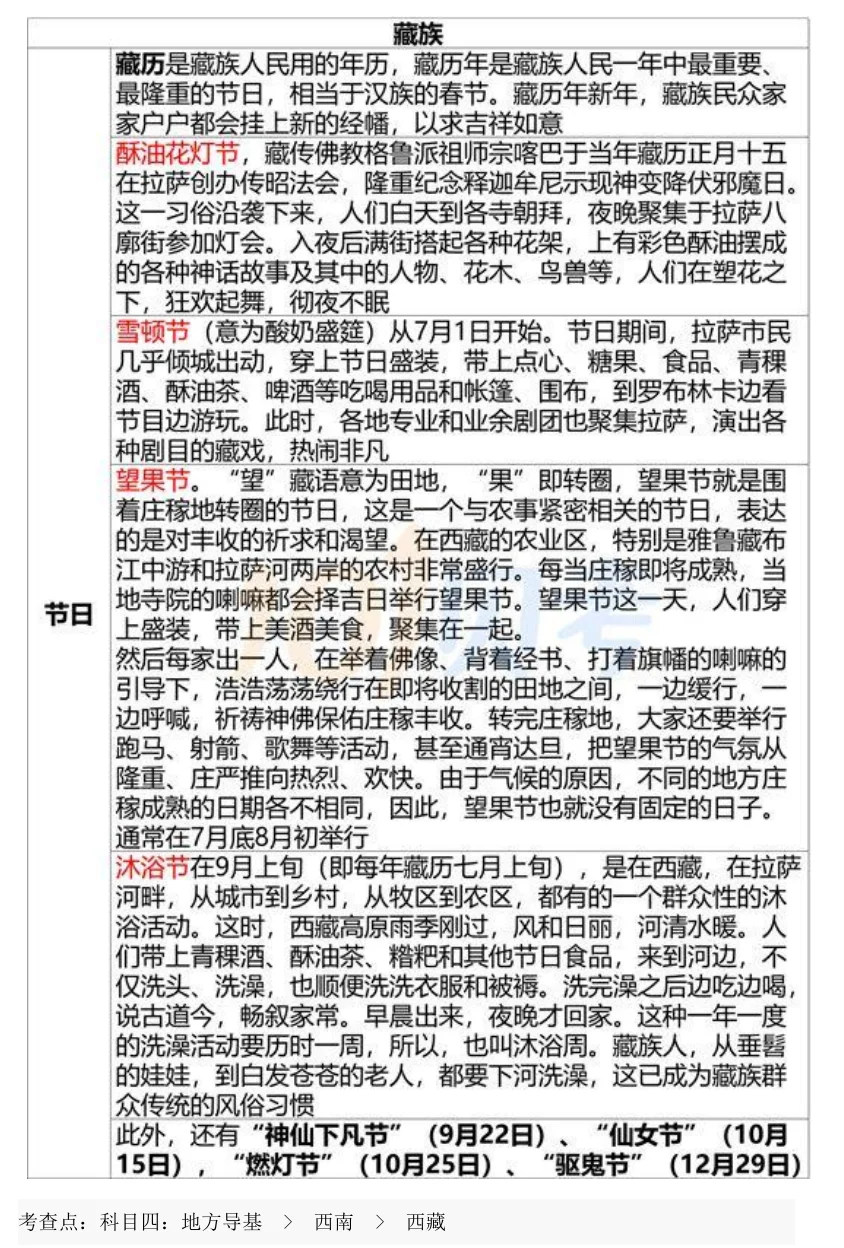 藏族
藏历是藏族人民用的年历，藏历年是藏族人民一年中最重要、
最隆重的节日，相当于汉族的春节。藏历年新年，藏族民众家
家户户都会挂上新的经幡，以求吉祥如意
酥油花灯节，藏传佛教格鲁派祖师宗喀巴于当年藏历正月十五
在拉萨创办传昭法会，隆重纪念释迦牟尼示现神变降伏邪魔日。
这一习俗沿袭下来，人们白天到各寺朝拜，夜晚聚集于拉萨八
廓街参加灯会。入夜后满街搭起各种花架，上有彩色酥油摆成
的各种神话故事及其中的人物、花木、鸟兽等，人们在塑花之
下，狂欢起舞，彻夜不眠
雪顿节（意为酸奶盛筵）从7月1日开始。节日期间，拉萨市民
几乎倾城出动，穿上节日盛装，带上点心、糖果、食品、青稞
酒、酥油茶、啤酒等吃喝用品和帐篷、围布，到罗布林卡边看
节目边游玩。此时，各地专业和业余剧团也聚集拉萨，演出各
种剧目的藏戏，热闹非凡
望果节。“望”藏语意为田地，“果”即转圈，望果节就是围
着庄稼地转圈的节日，这是一个与农事紧密相关的节日，表达
的是对丰收的祈求和渴望。在西藏的农业区，特别是雅鲁藏布
江中游和拉萨河两岸的农村非常盛行。每当庄稼即将成熟，当
地寺院的喇嘛都会择吉日举行望果节。望果节这一天，人们穿
上盛装，带上美酒美食，聚集在一起。
节日
然后每家出一人，在举着佛像、背着经书、打着旗幡的喇嘛的
引导下，浩浩荡荡绕行在即将收割的田地之间，一边缓行，一
边呼喊，祈祷神佛保佑庄稼丰收。转完庄稼地，大家还要举行
跑马、射箭、歌舞等活动，甚至通宵达旦，把望果节的气氛从
隆重、庄严推向热烈、欢快。由于气候的原因，不同的地方庄
稼成熟的日期各不相同，因此，望果节也就没有固定的日子。
通常在7月底8月初举行
沐浴节在9月上旬（即每年藏历七月上旬），是在西藏，在拉萨
河畔，从城市到乡村，从牧区到农区，都有的一个群众性的沐
浴活动。这时，西藏高原雨季刚过，风和日丽，河清水暖。人
们带上青稞酒、酥油茶、糌粑和其他节日食品，来到河边，不
仅洗头、洗澡，也顺便洗洗衣服和被褥。洗完澡之后边吃边喝，
说古道今，畅叙家常。早晨出来，夜晚才回家。这种一年一度
的洗澡活动要历时一周，所以，也叫沐浴周。藏族人，从垂髫
的娃娃，到白发苍苍的老人，都要下河洗澡，这已成为藏族群
众传统的风俗习惯
此外，还有“神仙下凡节”（9月22日）、“仙女节”（10月
15日），“燃灯节”（10月25日）、“驱鬼节”（12月29日）
考查点：科目四：地方导基 > 西南 > 西藏